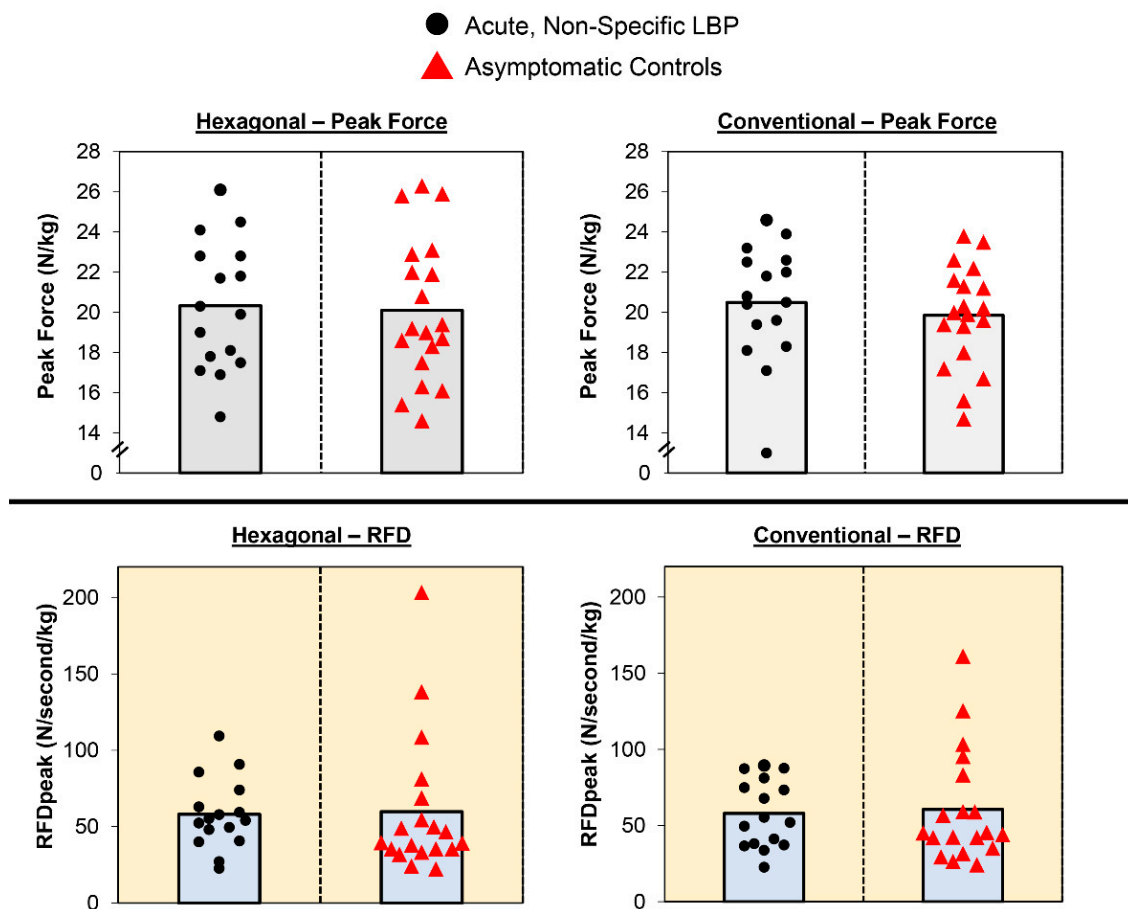 Acute, Non-Specific LBP
Asymptomatic Controls
Hexagonal – Peak Force
Conventional – Peak Force
Peak Force (N/kg)
28
26
24
22
20
18
16
14
0
Peak Force (N/kg)
28
26
24
22
20
18
16
14
0
Hexagonal – RFD
Conventional – RFD
RFDpeak (N/second/kg)
200
150
100
50
0
RFDpeak (N/second/kg)
200
150
100
50
0